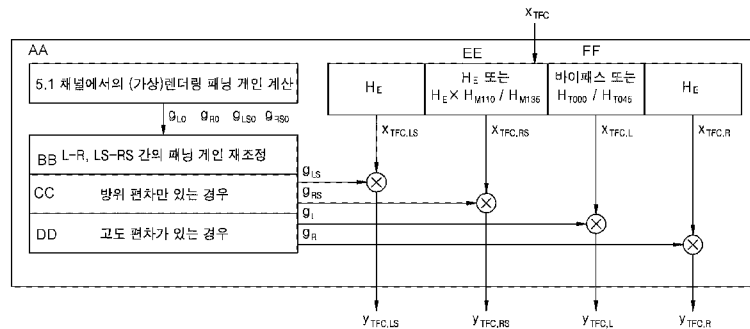 x_TFC
AA
EE
FF
5.1 채널에서의 (가상)렌더링 패닝 게인 계산
H_E
H_E 또는
H_E × H_M110 / H_M135
바이패스 또는
H_T000 / H_T045
H_E
g_L0 g_R0 g_LS0 g_RS0
x_TFC,LS
x_TFC,RS
x_TFC,L
x_TFC,R
BB L-R, LS-RS 간의 패닝 게인 재조정
g_LS
CC 방위 편차만 있는 경우
g_RS
g_L
DD 고도 편차가 있는 경우
g_R
y_TFC,LS
y_TFC,RS
y_TFC,L
y_TFC,R